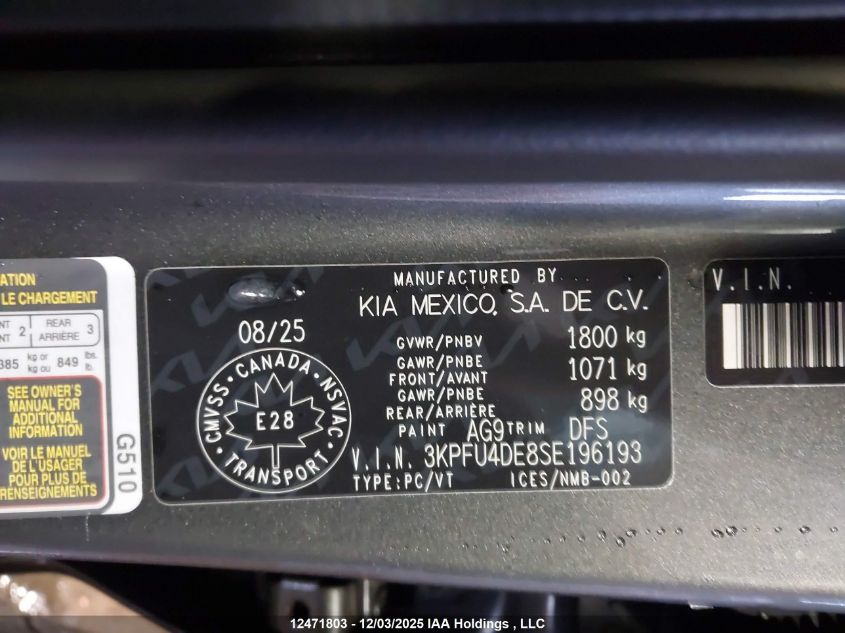 ATION
LE CHARGEMENT
NT 2 REAR 3
NT ARRIÈRE
385 kg or 849 lbs.
kg ou lb.
SEE OWNER'S
MANUAL FOR
ADDITIONAL
INFORMATION
VOIR LE MANUEL
DE L'USAGER
POUR PLUS DE
RENSEIGNEMENTS
G510
MANUFACTURED BY
KIA MEXICO, S.A. DE C.V.
08/25
GVWR/PNBV 1800 kg
GAWR/PNBE
FRONT/AVANT 1071 kg
GAWR/PNBE
REAR/ARRIÈRE 898 kg
PAINT AG9 TRIM DFS
V.I.N. 3KPFU4DE8SE196193
TYPE:PC/VT ICES/NMB-002
CMVSS · CANADA · NSVAC
E28
TRANSPORT
V.I.N.
12471803 - 12/03/2025 IAA Holdings , LLC